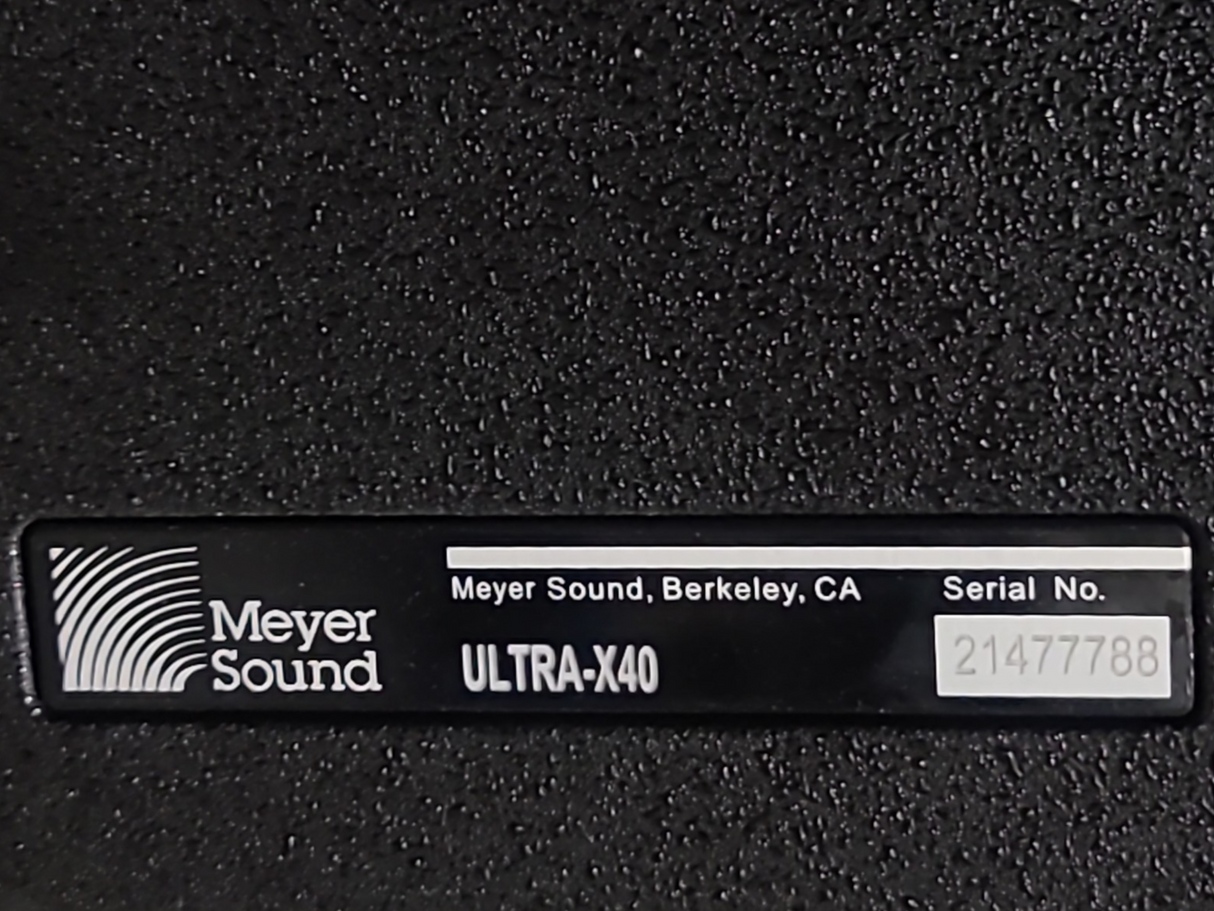 Meyer
Sound
Meyer Sound, Berkeley, CA
ULTRA-X40
Serial No.
21477788